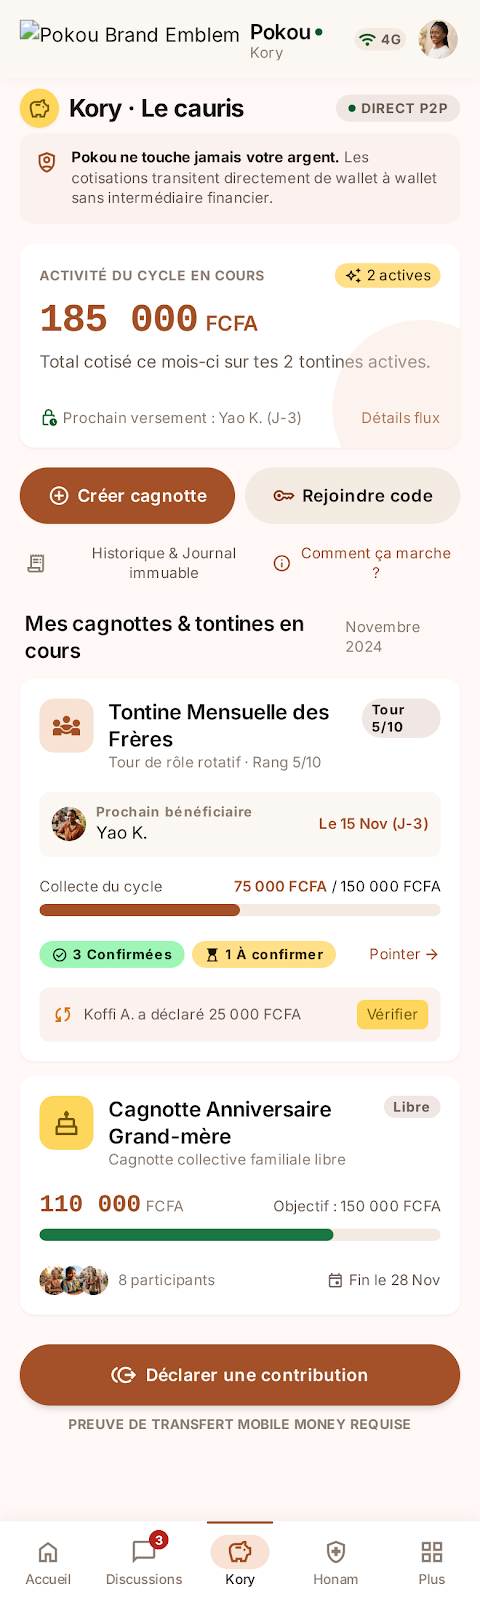 Pokou Brand Emblem
Pokou
Kory
4G
Kory · Le cauris
DIRECT P2P
Pokou ne touche jamais votre argent. Les
cotisations transitent directement de wallet à wallet
sans intermédiaire financier.
ACTIVITÉ DU CYCLE EN COURS
2 actives
185 000 FCFA
Total cotisé ce mois-ci sur tes 2 tontines actives.
Prochain versement : Yao K. (J-3)
Détails flux
Créer cagnotte
Rejoindre code
Historique & Journal
immuable
Comment ça marche
?
Mes cagnottes & tontines en
cours
Novembre
2024
Tontine Mensuelle des
Frères
Tour
5/10
Tour de rôle rotatif · Rang 5/10
Prochain bénéficiaire
Yao K.
Le 15 Nov (J-3)
Collecte du cycle
75 000 FCFA / 150 000 FCFA
3 Confirmées
1 À confirmer
Pointer →
Koffi A. a déclaré 25 000 FCFA
Vérifier
Cagnotte Anniversaire
Grand-mère
Libre
Cagnotte collective familiale libre
110 000 FCFA
Objectif : 150 000 FCFA
8 participants
Fin le 28 Nov
Déclarer une contribution
PREUVE DE TRANSFERT MOBILE MONEY REQUISE
3
Accueil
Discussions
Kory
Honam
Plus